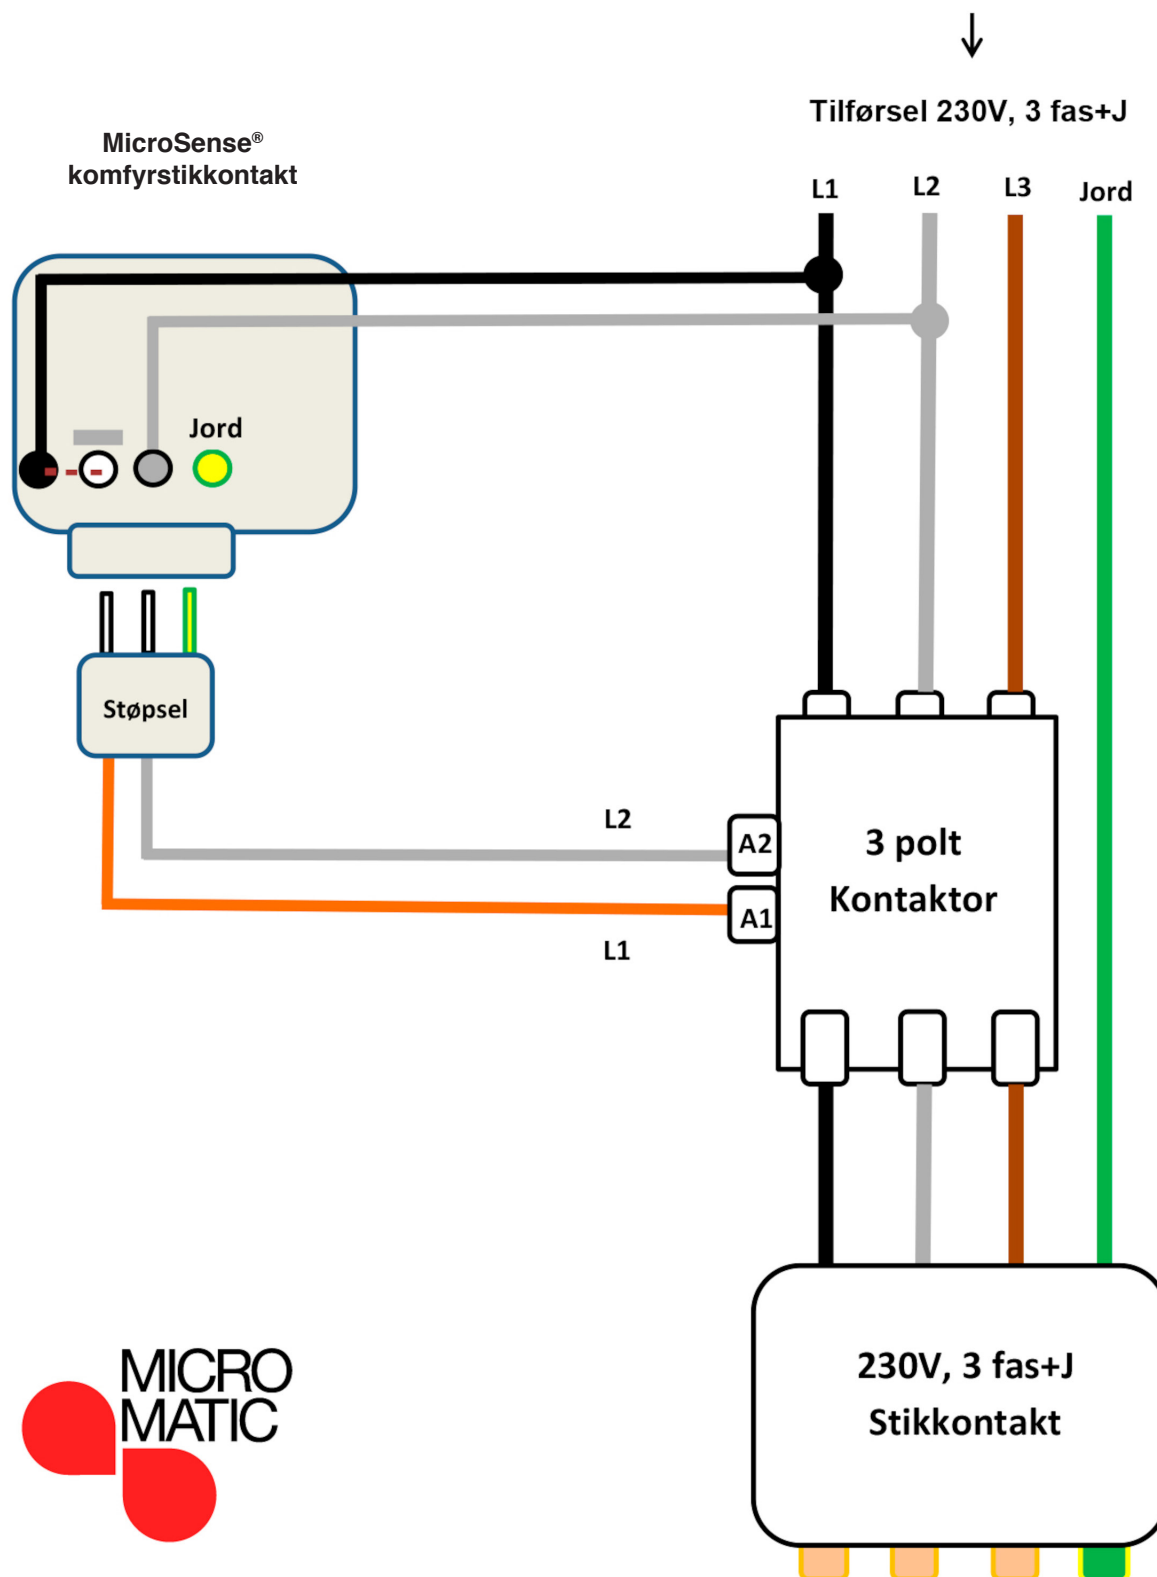 Tilførsel 230V, 3 fas+J
MicroSense®
komfyrstikkontakt
L1
L2
L3
Jord
Jord
Støpsel
L2
A2
A1
L1
3 polt
Kontaktor
230V, 3 fas+J
Stikkontakt
MICRO
MATIC